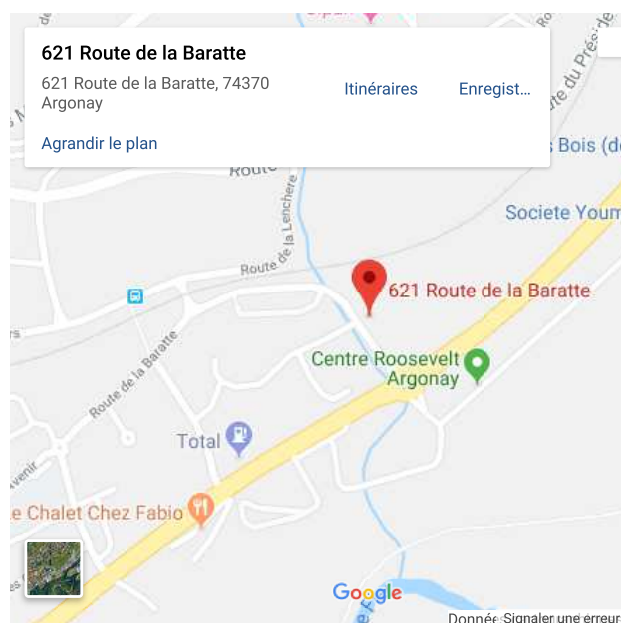 621 Route de la Baratte
621 Route de la Baratte, 74370
Argonay
Itinéraires
Enregist...
Agrandir le plan
Route
Route de la Lenchere
Bois (de
Societe Youm
Route de la
621 Route de la Baratte
Centre Roosevelt
Argonay
Route de la Baratte
Total
Chalet Chez Fabio
Google
Signaler une erreur